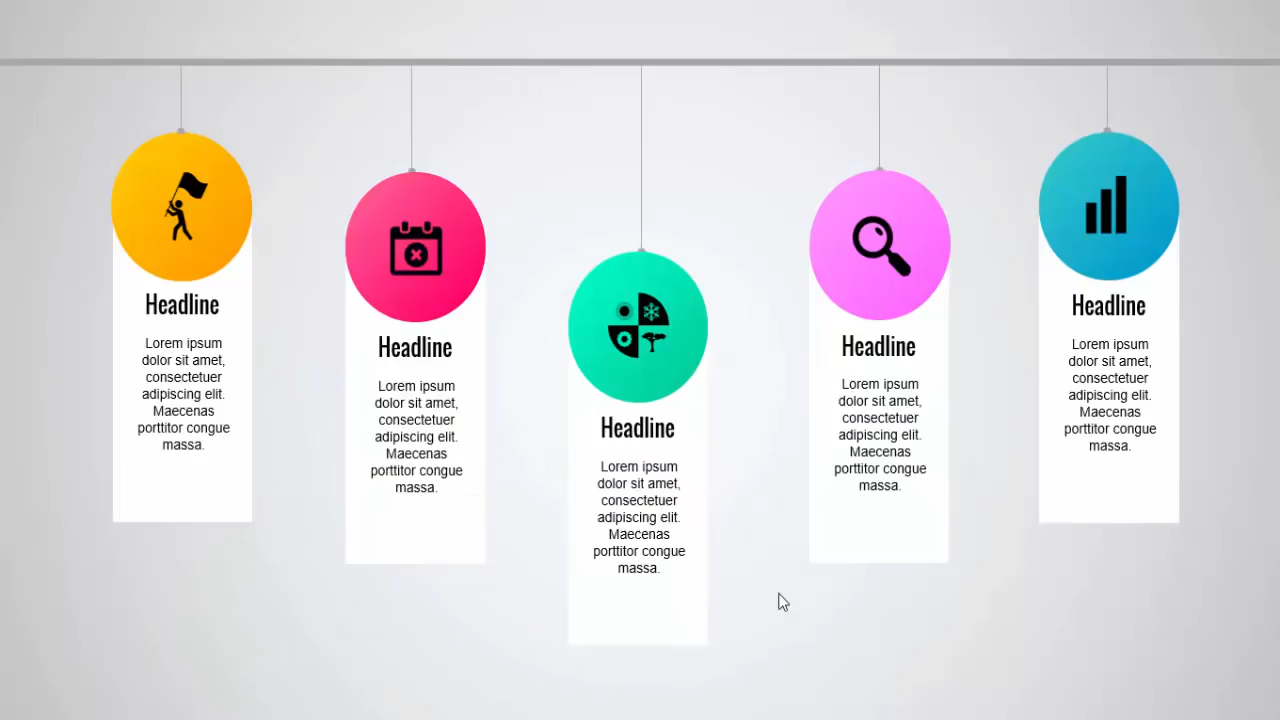 Headline
Lorem ipsum
dolor sit amet,
consectetuer
adipiscing elit.
Maecenas
porttitor congue
massa.
Headline
Lorem ipsum
dolor sit amet,
consectetuer
adipiscing elit.
Maecenas
porttitor congue
massa.
Headline
Lorem ipsum
dolor sit amet,
consectetuer
adipiscing elit.
Maecenas
porttitor congue
massa.
Headline
Lorem ipsum
dolor sit amet,
consectetuer
adipiscing elit.
Maecenas
porttitor congue
massa.
Headline
Lorem ipsum
dolor sit amet,
consectetuer
adipiscing elit.
Maecenas
porttitor congue
massa.